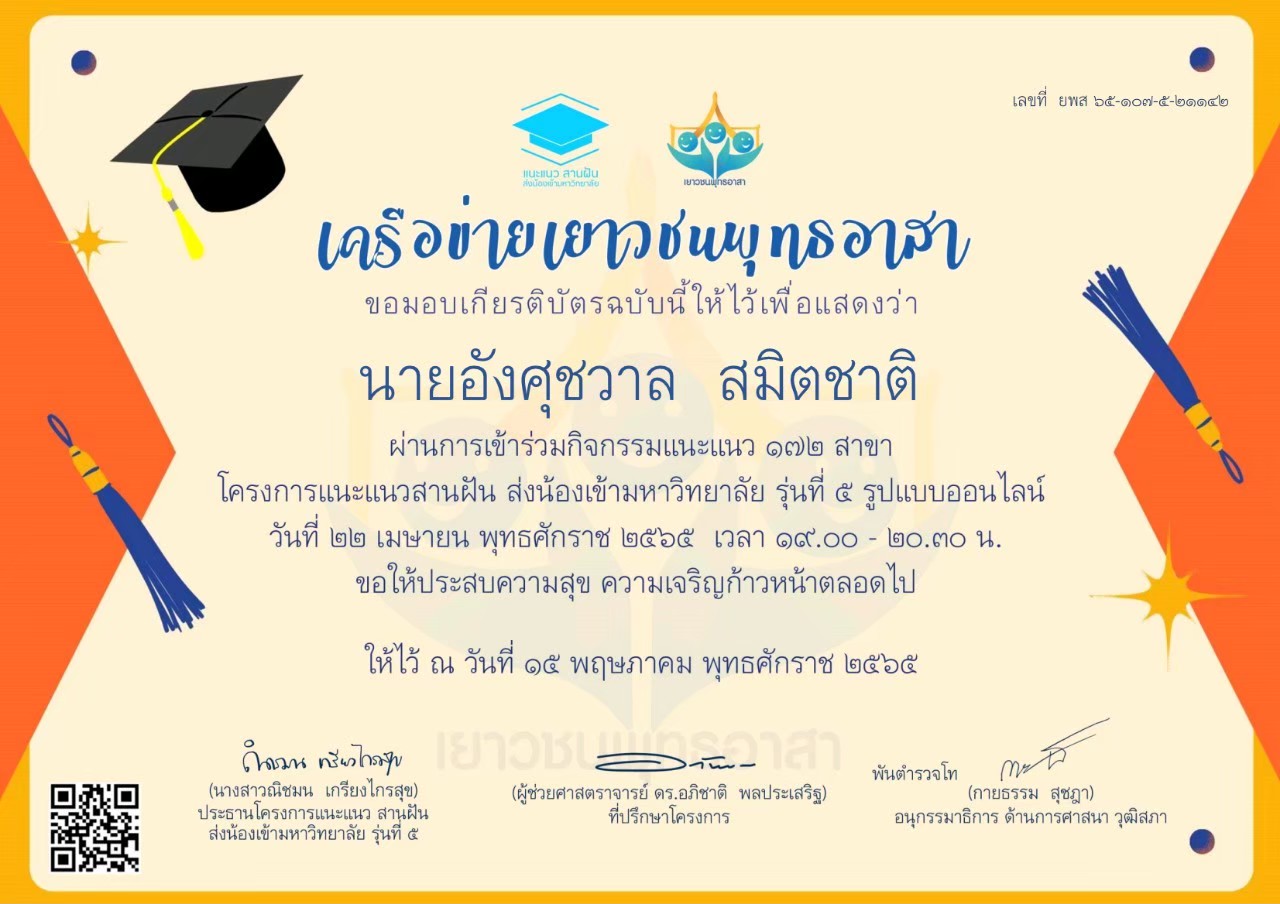 เลขที่ ยพส ๖๕-๑๐๗-๕-๒๑๑๔๒
แนะแนว สานฝัน
ส่งน้องเข้ามหาวิทยาลัย
เยาวชนพุทธอาสา
เครือข่ายเยาวชนพุทธอาสา
ขอมอบเกียรติบัตรฉบับนี้ให้ไว้เพื่อแสดงว่า
นายอังศุชวาล สมิตชาติ
ผ่านการเข้าร่วมกิจกรรมแนะแนว ๑๗๒ สาขา
โครงการแนะแนวสานฝัน ส่งน้องเข้ามหาวิทยาลัย รุ่นที่ ๕ รูปแบบออนไลน์
วันที่ ๒๒ เมษายน พุทธศักราช ๒๕๖๕ เวลา ๑๙.๐๐ - ๒๐.๓๐ น.
ขอให้ประสบความสุข ความเจริญก้าวหน้าตลอดไป
ให้ไว้ ณ วันที่ ๑๕ พฤษภาคม พุทธศักราช ๒๕๖๕
เยาวชนพุทธอาสา
(นางสาวณิชมน เกรียงไกรสุข)
ประธานโครงการแนะแนว สานฝัน
ส่งน้องเข้ามหาวิทยาลัย รุ่นที่ ๕
(ผู้ช่วยศาสตราจารย์ ดร.อภิชาติ พลประเสริฐ)
ที่ปรึกษาโครงการ
พันตำรวจโท
(กายธรรม สุชฎา)
อนุกรรมาธิการ ด้านการศาสนา วุฒิสภา